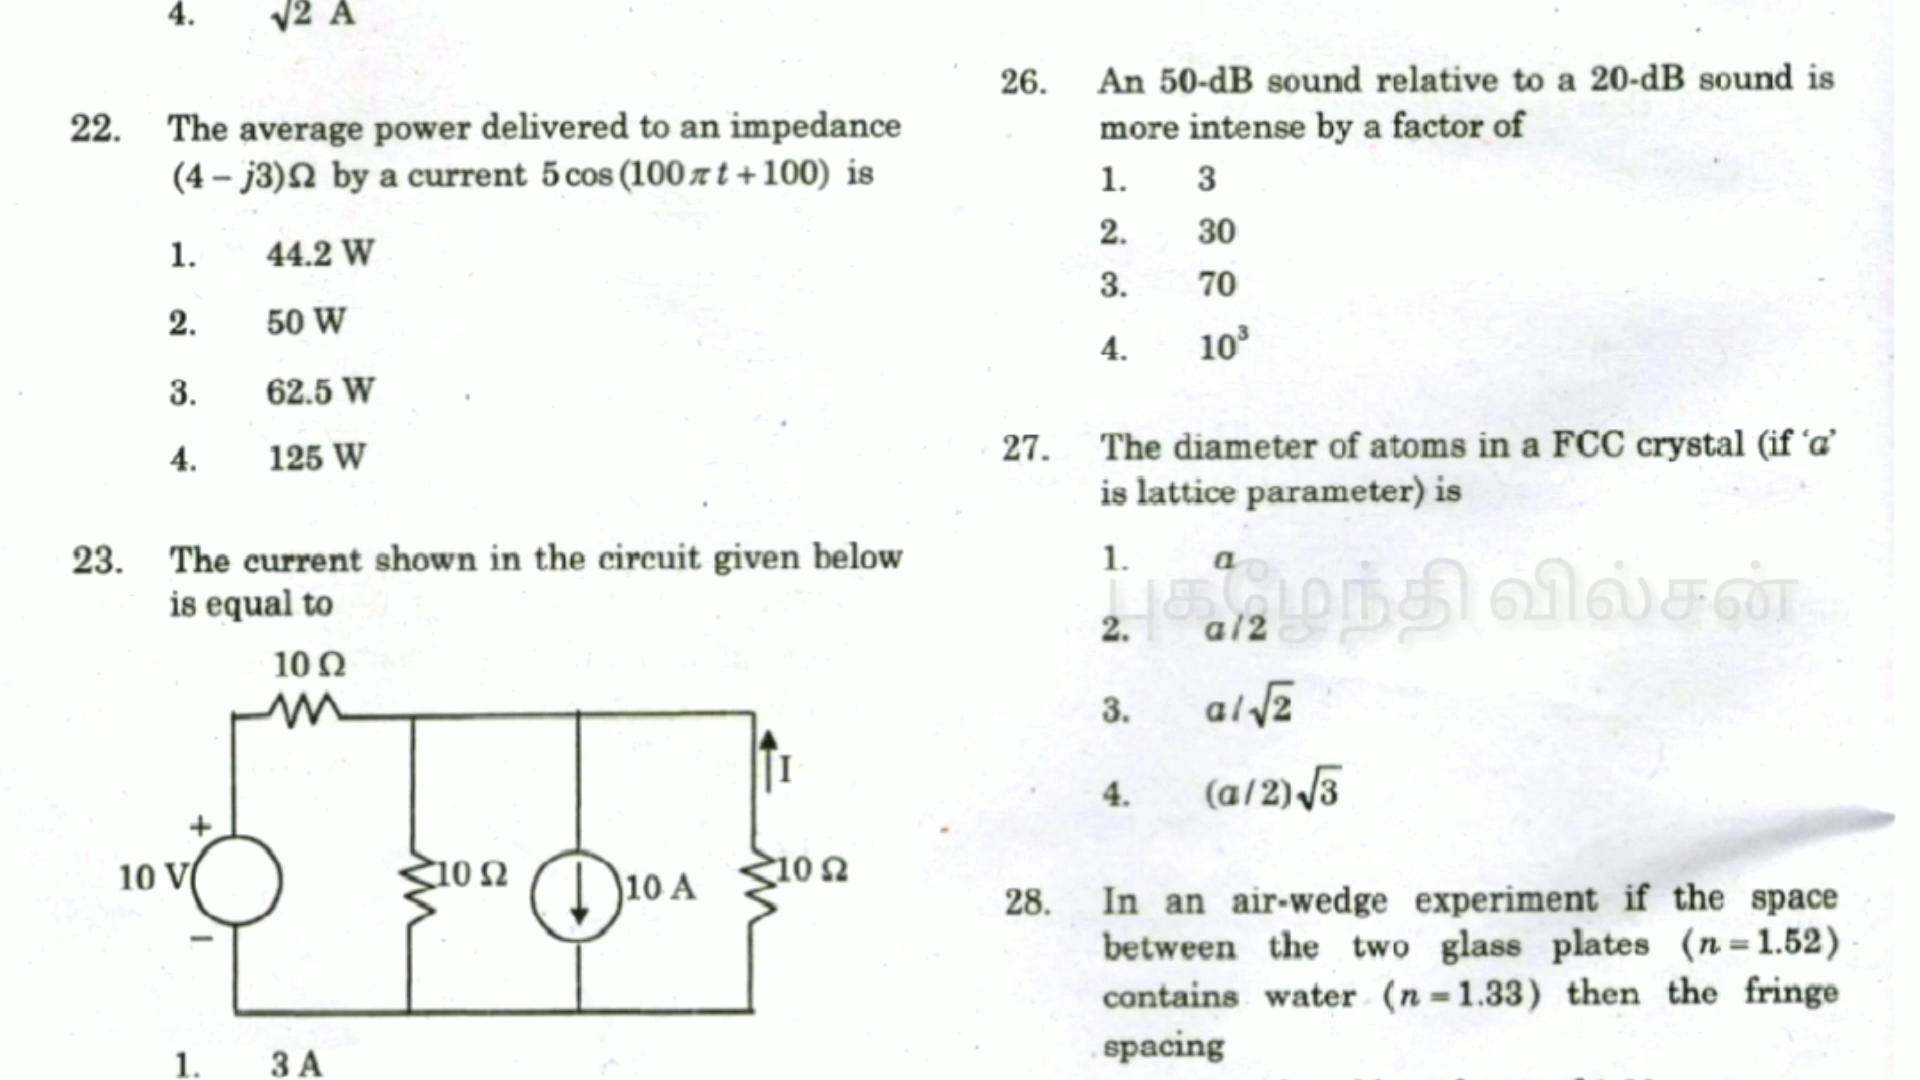 4. √2 A
22. The average power delivered to an impedance
(4 – j3)Ω by a current 5 cos (100 π t + 100) is
1. 44.2 W
2. 50 W
3. 62.5 W
4. 125 W
23. The current shown in the circuit given below
is equal to
10 Ω
I
+
10 V
10 Ω
10 A
10 Ω
–
1. 3 A
26. An 50-dB sound relative to a 20-dB sound is
more intense by a factor of
1. 3
2. 30
3. 70
4. 10³
27. The diameter of atoms in a FCC crystal (if ‘a’
is lattice parameter) is
1. a
புகழேந்தி வில்சன்
2. a/2
3. a/√2
4. (a/2)√3
28. In an air-wedge experiment if the space
between the two glass plates (n = 1.52)
contains water (n = 1.33) then the fringe
spacing